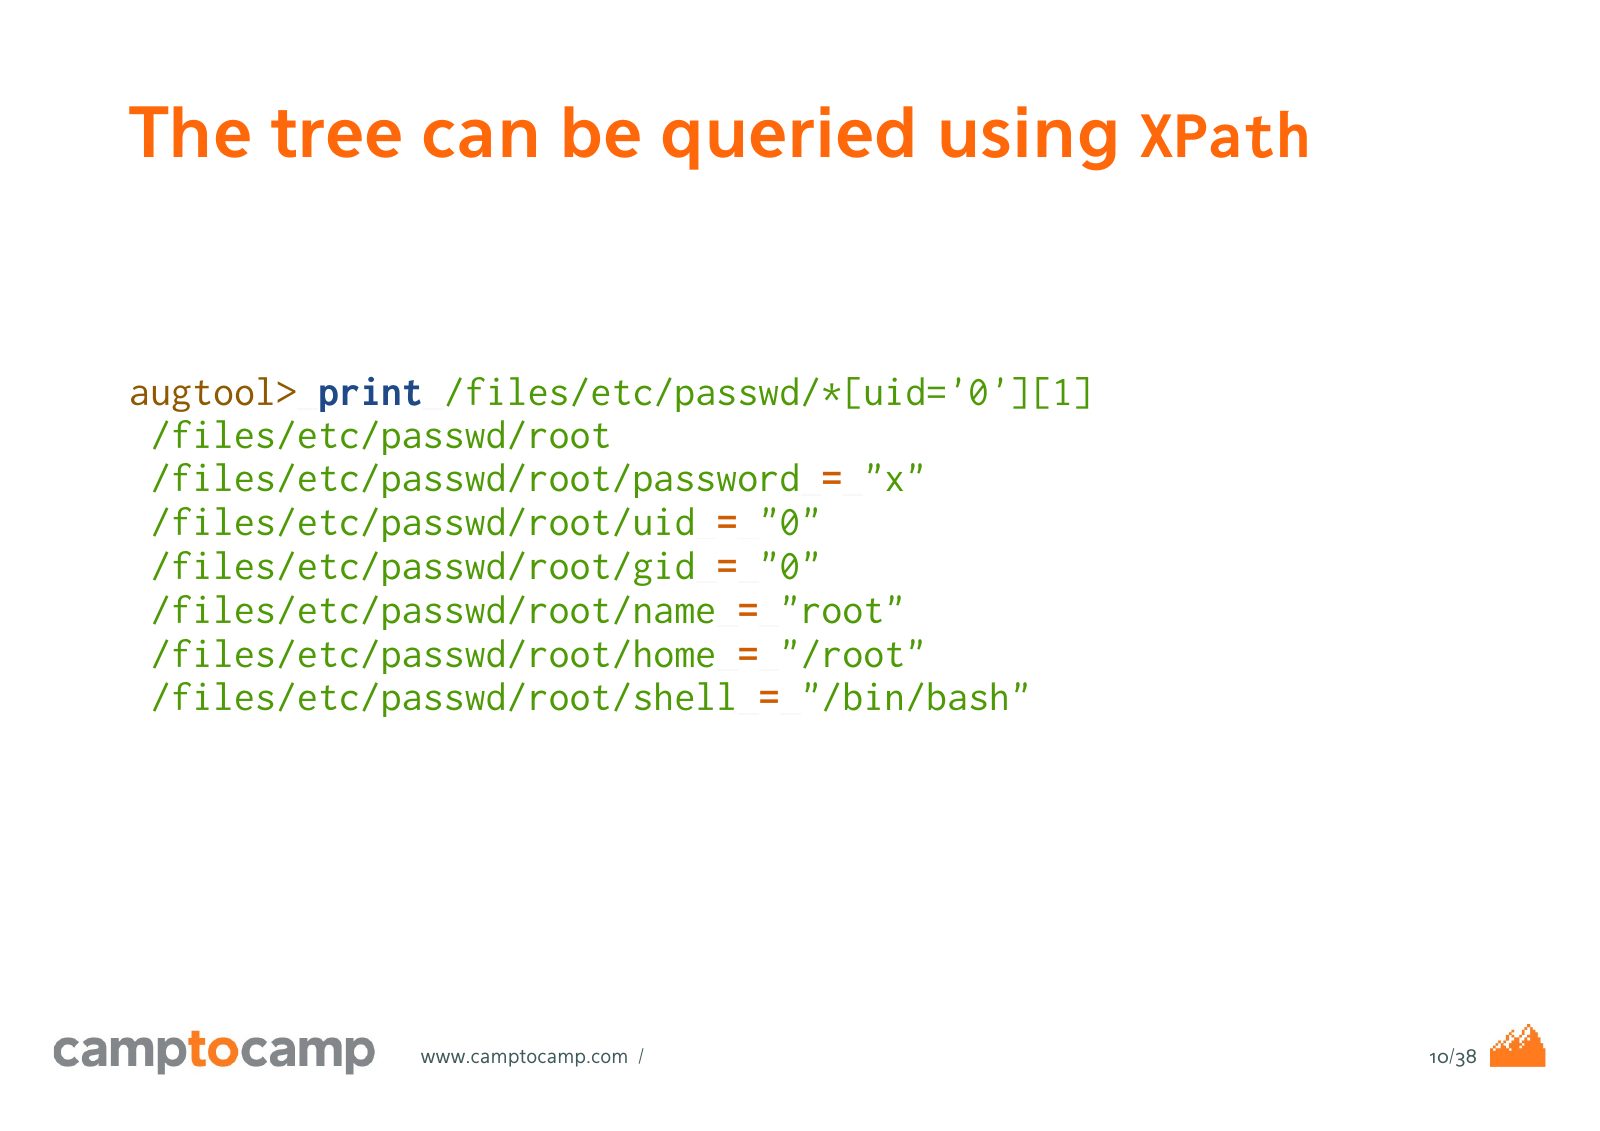 The tree can be queried using XPath
augtool> print /files/etc/passwd/*[uid='0'][1]
/files/etc/passwd/root
/files/etc/passwd/root/password = "x"
/files/etc/passwd/root/uid = "0"
/files/etc/passwd/root/gid = "0"
/files/etc/passwd/root/name = "root"
/files/etc/passwd/root/home = "/root"
/files/etc/passwd/root/shell = "/bin/bash"
camptocamp www.camptocamp.com / 10/38